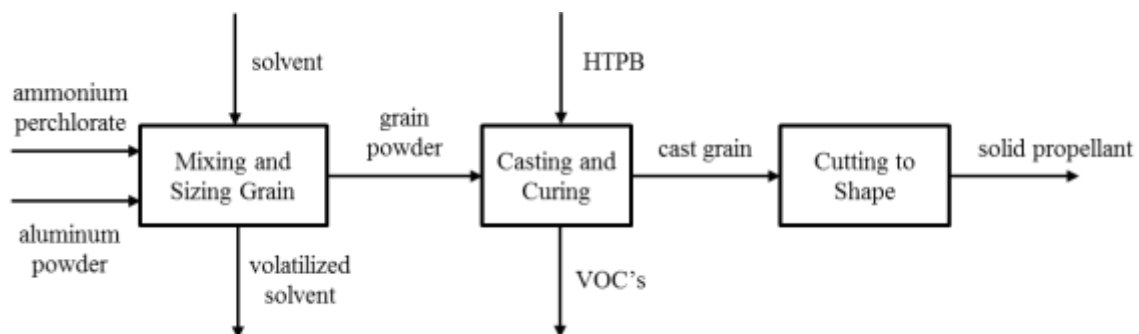 solvent
HTPB
ammonium
perchlorate
grain
powder
cast grain
solid propellant
Mixing and
Sizing Grain
Casting and
Curing
Cutting to
Shape
aluminum
powder
volatilized
solvent
VOC's